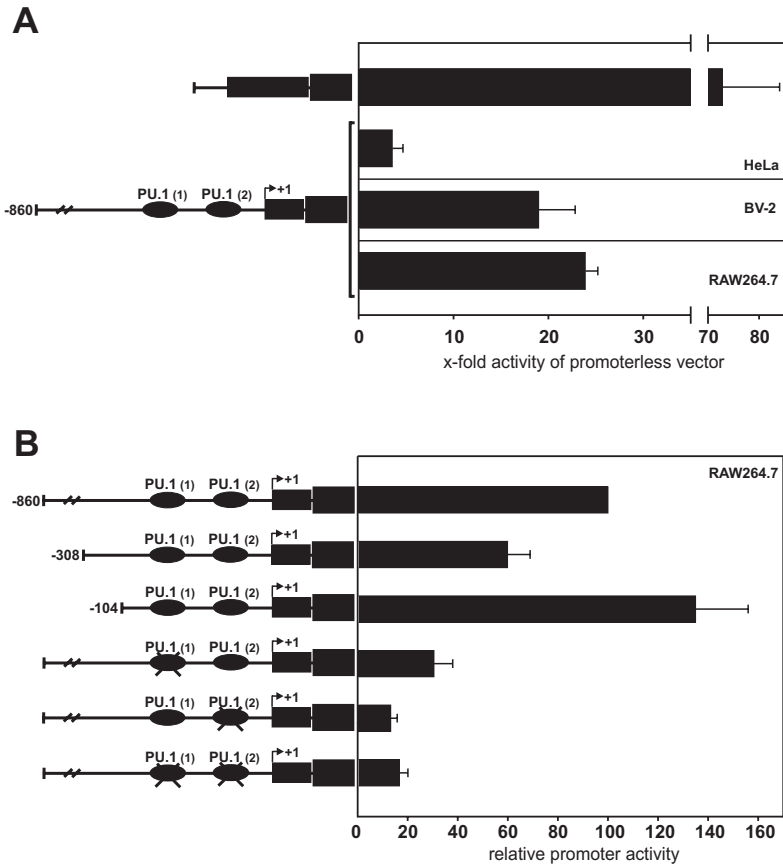 A
HeLa
PU.1 (1) PU.1 (2) +1
-860
BV-2
RAW264.7
0 10 20 30 70 80
x-fold activity of promoterless vector
B
RAW264.7
PU.1 (1) PU.1 (2) +1
-860
PU.1 (1) PU.1 (2) +1
-308
PU.1 (1) PU.1 (2) +1
-104
PU.1 (1) PU.1 (2) +1
PU.1 (1) PU.1 (2) +1
PU.1 (1) PU.1 (2) +1
0 20 40 60 80 100 120 140 160
relative promoter activity